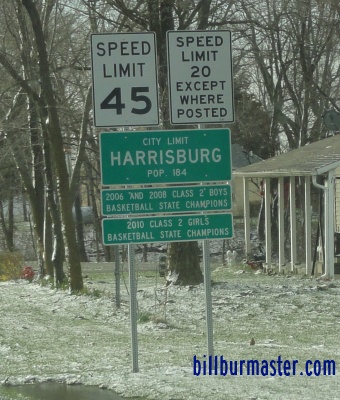 SPEED
LIMIT
45
SPEED
LIMIT
20
EXCEPT
WHERE
POSTED
CITY LIMIT
HARRISBURG
POP. 184
2006 AND 2008 CLASS 2 BOYS
BASKETBALL STATE CHAMPIONS
2010 CLASS 2 GIRLS
BASKETBALL STATE CHAMPIONS
billburmaster.com